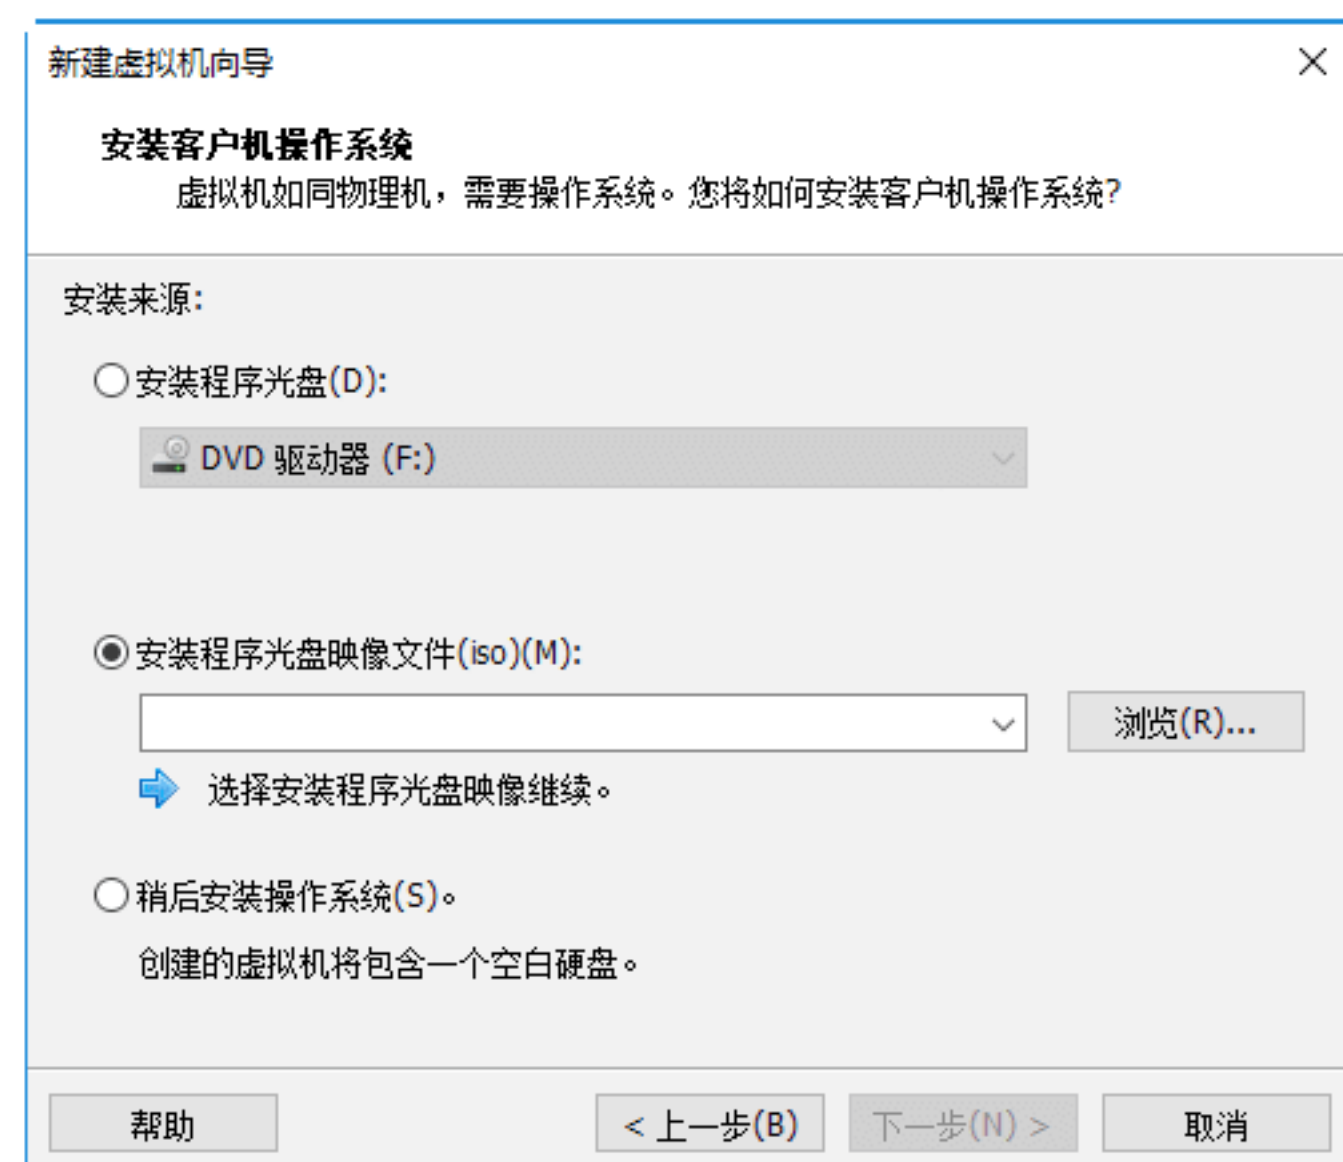 新建虚拟机向导
安装客户机操作系统
虚拟机如同物理机，需要操作系统。您将如何安装客户机操作系统?
安装来源:
安装程序光盘(D):
DVD 驱动器 (F:)
安装程序光盘映像文件(iso)(M):
浏览(R)...
选择安装程序光盘映像继续。
稍后安装操作系统(S)。
创建的虚拟机将包含一个空白硬盘。
帮助 < 上一步(B) 下一步(N) > 取消